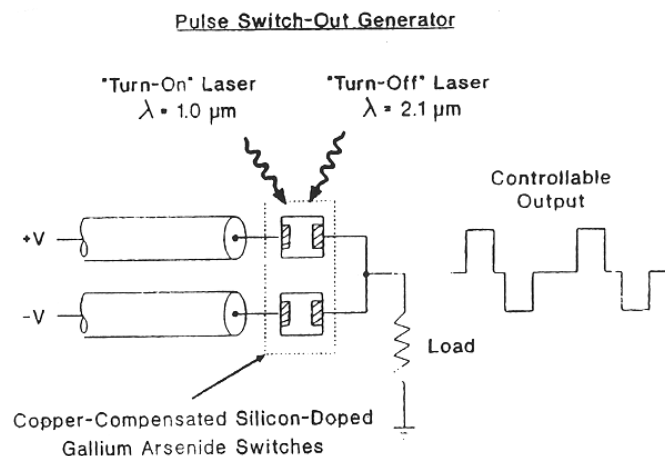 Pulse Switch-Out Generator
"Turn-On" Laser
λ = 1.0 μm
"Turn-Off" Laser
λ = 2.1 μm
Controllable
Output
+V
-V
Load
Copper-Compensated Silicon-Doped
Gallium Arsenide Switches